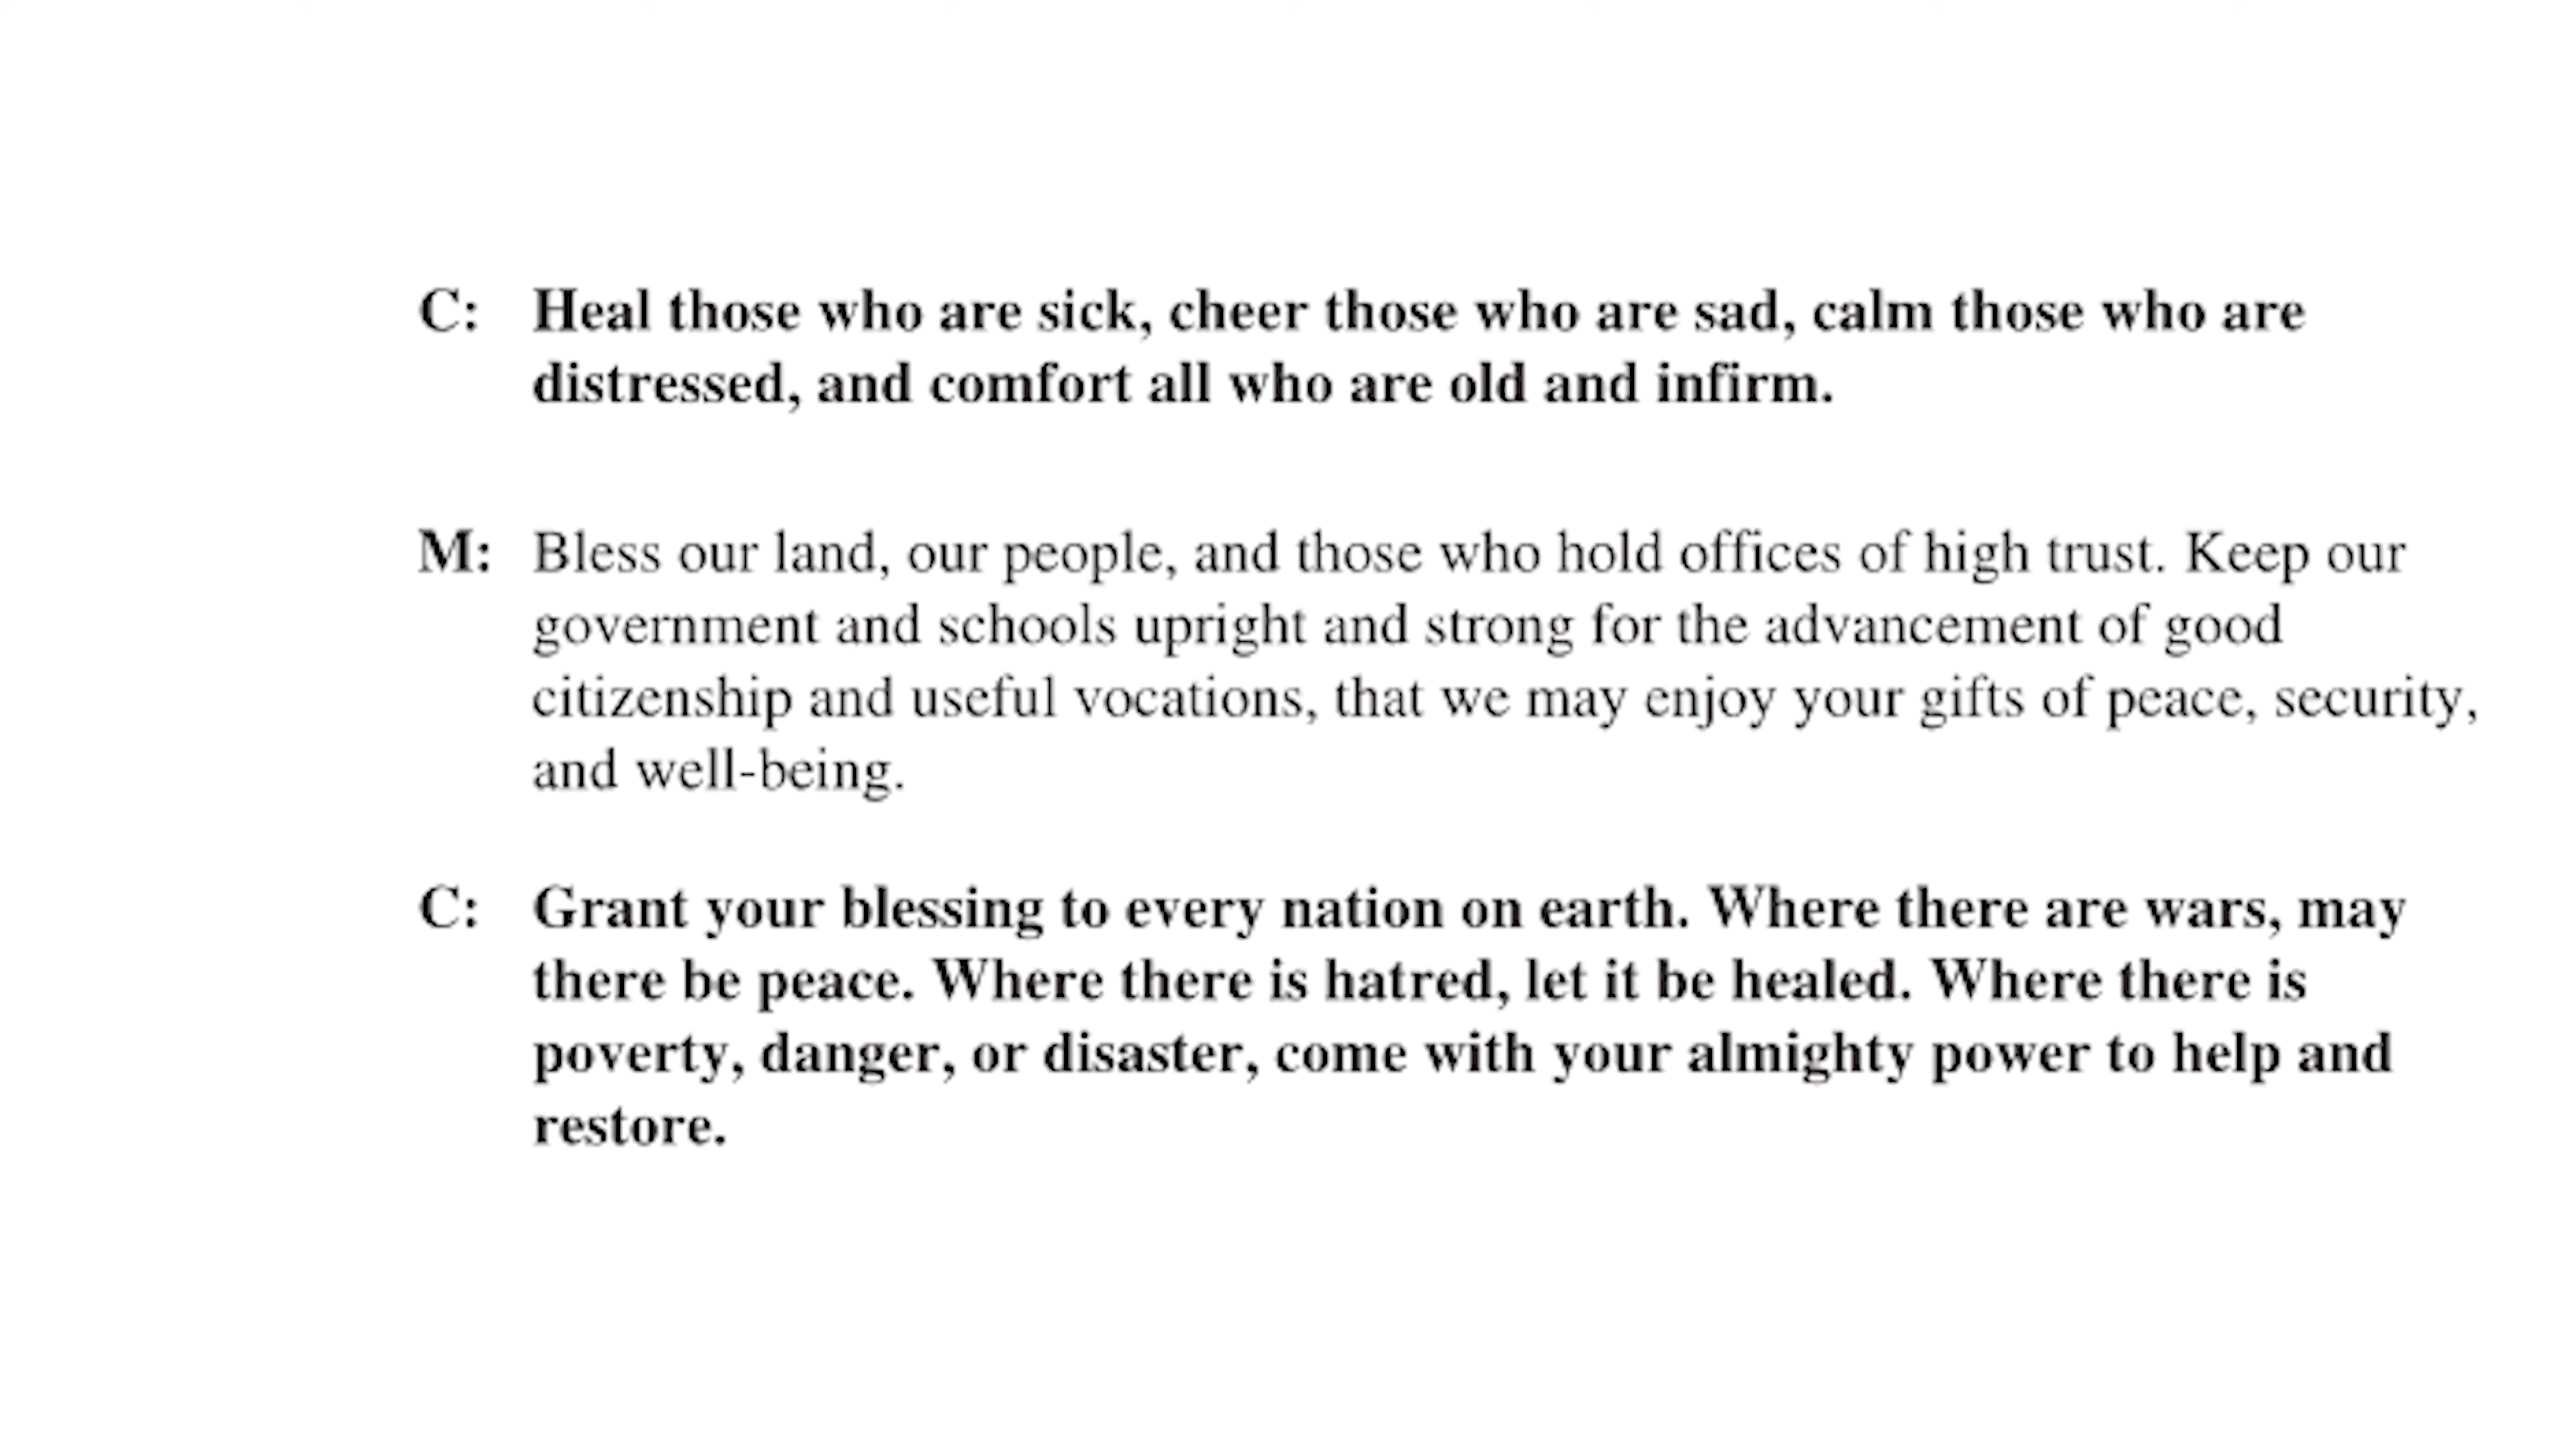 C: Heal those who are sick, cheer those who are sad, calm those who are
distressed, and comfort all who are old and infirm.
M: Bless our land, our people, and those who hold offices of high trust. Keep our
government and schools upright and strong for the advancement of good
citizenship and useful vocations, that we may enjoy your gifts of peace, security,
and well-being.
C: Grant your blessing to every nation on earth. Where there are wars, may
there be peace. Where there is hatred, let it be healed. Where there is
poverty, danger, or disaster, come with your almighty power to help and
restore.